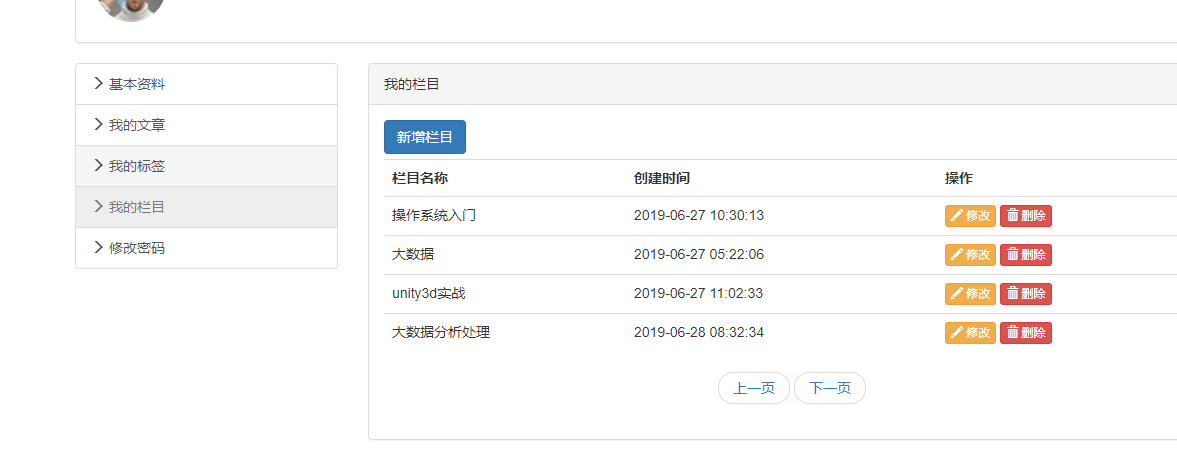 基本资料
我的文章
我的标签
我的栏目
修改密码
我的栏目
新增栏目
栏目名称 创建时间 操作
操作系统入门 2019-06-27 10:30:13 修改 删除
大数据 2019-06-27 05:22:06 修改 删除
unity3d实战 2019-06-27 11:02:33 修改 删除
大数据分析处理 2019-06-28 08:32:34 修改 删除
上一页 下一页